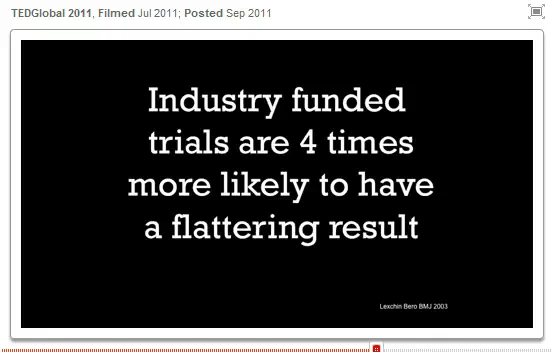 TEDGlobal 2011, Filmed Jul 2011; Posted Sep 2011
Industry funded
trials are 4 times
more likely to have
a flattering result
Lexchin Bero BMJ 2003